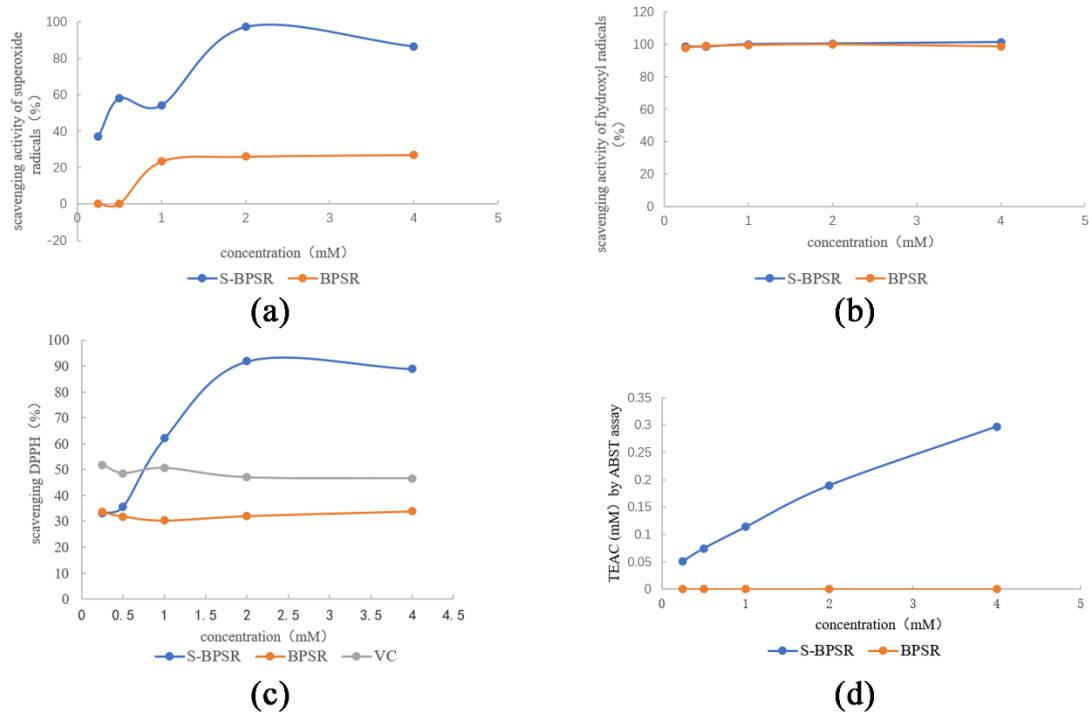 scavenging activity of superoxide
radicals（%）
100
80
60
40
20
0
-20
0 1 2 3 4 5
concentration（mM）
S-BPSR BPSR
(a)
scavenging activity of hydroxyl radicals
（%）
120
100
80
60
40
20
0
0 1 2 3 4 5
concentration（mM）
S-BPSR BPSR
(b)
scavenging DPPH（%）
100
90
80
70
60
50
40
30
20
10
0
0 0.5 1 1.5 2 2.5 3 3.5 4 4.5
concentration（mM）
S-BPSR BPSR VC
(c)
TEAC (mM）by ABST assay
0.35
0.3
0.25
0.2
0.15
0.1
0.05
0
0 1 2 3 4 5
concentration（mM）
S-BPSR BPSR
(d)